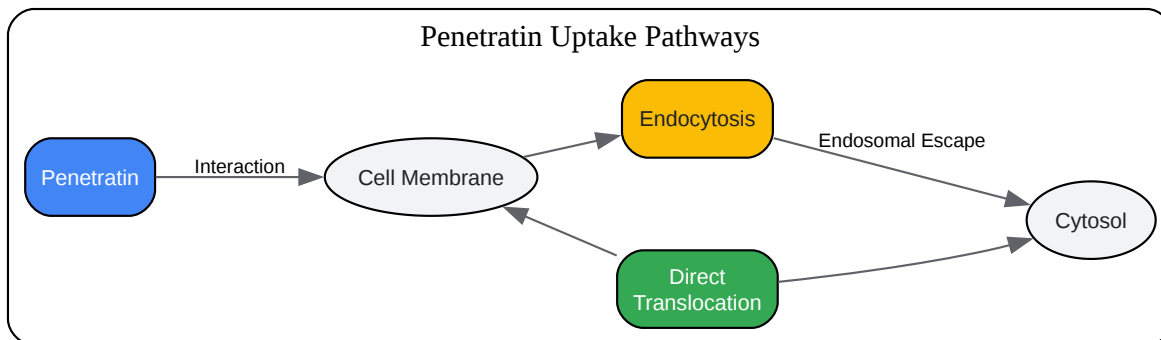 Penetratin Uptake Pathways
Penetratin
Interaction
Cell Membrane
Endocytosis
Endosomal Escape
Direct
Translocation
Cytosol